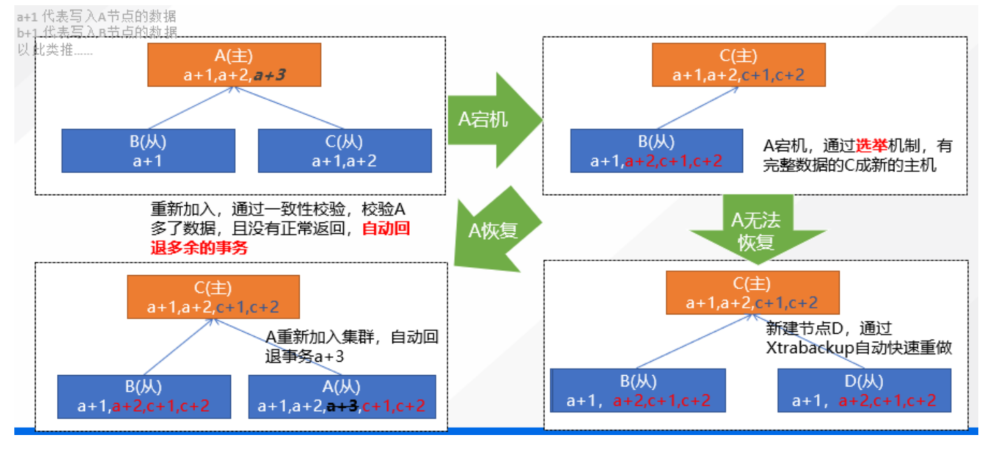 a+1 代表写入A节点的数据
b+1 代表写入B节点的数据
以此类推......
A(主)
a+1,a+2,a+3
B(从)
a+1
C(从)
a+1,a+2
A宕机
C(主)
a+1,a+2,c+1,c+2
B(从)
a+1,a+2,c+1,c+2
A宕机，通过选举机制，有
完整数据的C成新的主机
重新加入，通过一致性校验，校验A
多了数据，且没有正常返回，自动回
退多余的事务
A恢复
A无法
恢复
C(主)
a+1,a+2,c+1,c+2
A重新加入集群，自动回
退事务a+3
B(从)
a+1,a+2,c+1,c+2
A(从)
a+1,a+2,a+3,c+1,c+2
C(主)
a+1,a+2,c+1,c+2
新建节点D，通过
Xtrabackup自动快速重做
B(从)
a+1，a+2,c+1,c+2
D(从)
a+1，a+2,c+1,c+2